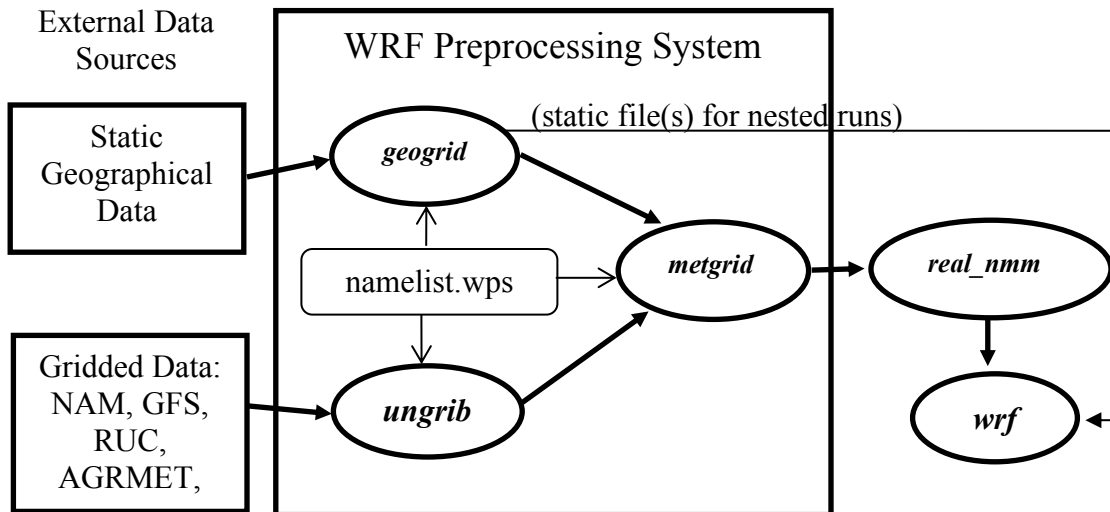 External Data
Sources
WRF Preprocessing System
Static
Geographical
Data
(static file(s) for nested runs)
geogrid
namelist.wps
metgrid
real_nmm
Gridded Data:
NAM, GFS,
RUC,
AGRMET,
ungrib
wrf